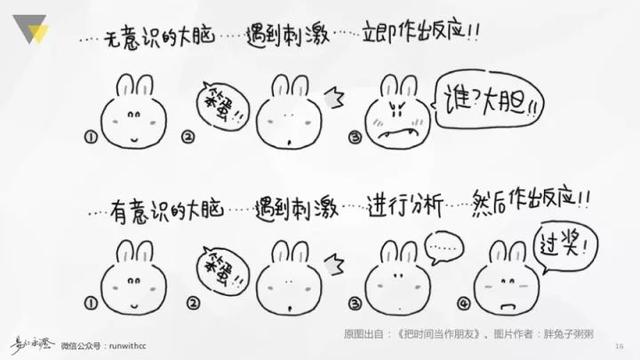 ······无意识的大脑······遇到刺激······立即作出反应!!
① ② 笨蛋!! ③ 谁?大胆!!
······有意识的大脑······遇到刺激······进行分析······然后作出反应!!
① ② 笨蛋!! ③ ······ ④ 过奖!
原图出自:《把时间当作朋友》。图片作者:胖兔子粥粥
微信公众号:runwithcc
16